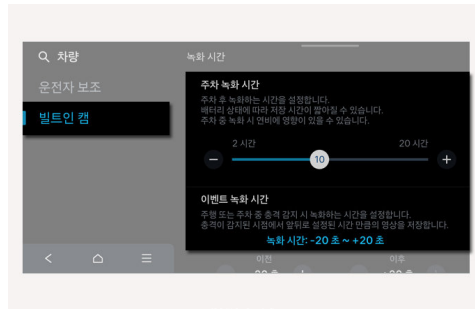 차량
녹화 시간
운전자 보조
빌트인 캠
주차 녹화 시간
주차 후 녹화하는 시간을 설정합니다.
배터리 상태에 따라 저장 시간이 짧아질 수 있습니다.
주차 중 녹화 시 연비에 영향이 있을 수 있습니다.
2 시간 20 시간
10
이벤트 녹화 시간
주행 또는 주차 중 충격 감지 시 녹화하는 시간을 설정합니다.
충격이 감지된 시점에서 앞뒤로 설정된 시간 만큼의 영상을 저장합니다.
녹화 시간: -20 초 ~ +20 초
이전 이후